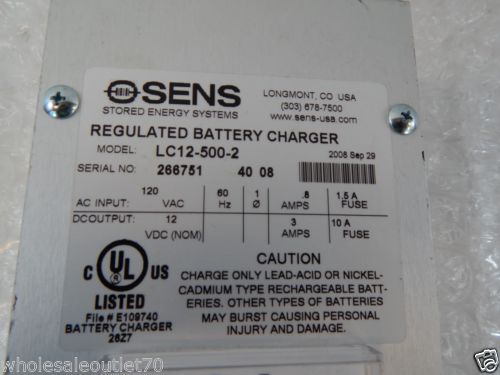 SENS
STORED ENERGY SYSTEMS
LONGMONT, CO USA
(303) 678-7500
www.sens-usa.com
REGULATED BATTERY CHARGER
MODEL: LC12-500-2
2008 Sep 29
SERIAL NO: 266751 40 08
AC INPUT: 120 VAC 60 Hz 1 Ø .8 AMPS 1.5 A FUSE
DC OUTPUT: 12 VDC (NOM) 3 AMPS 10 A FUSE
C UL US
LISTED
File # E109740
BATTERY CHARGER
26Z7
CAUTION
CHARGE ONLY LEAD-ACID OR NICKEL-
CADMIUM TYPE RECHARGEABLE BATT-
ERIES. OTHER TYPES OF BATTERIES
MAY BURST CAUSING PERSONAL
INJURY AND DAMAGE.
wholesaleoutlet70